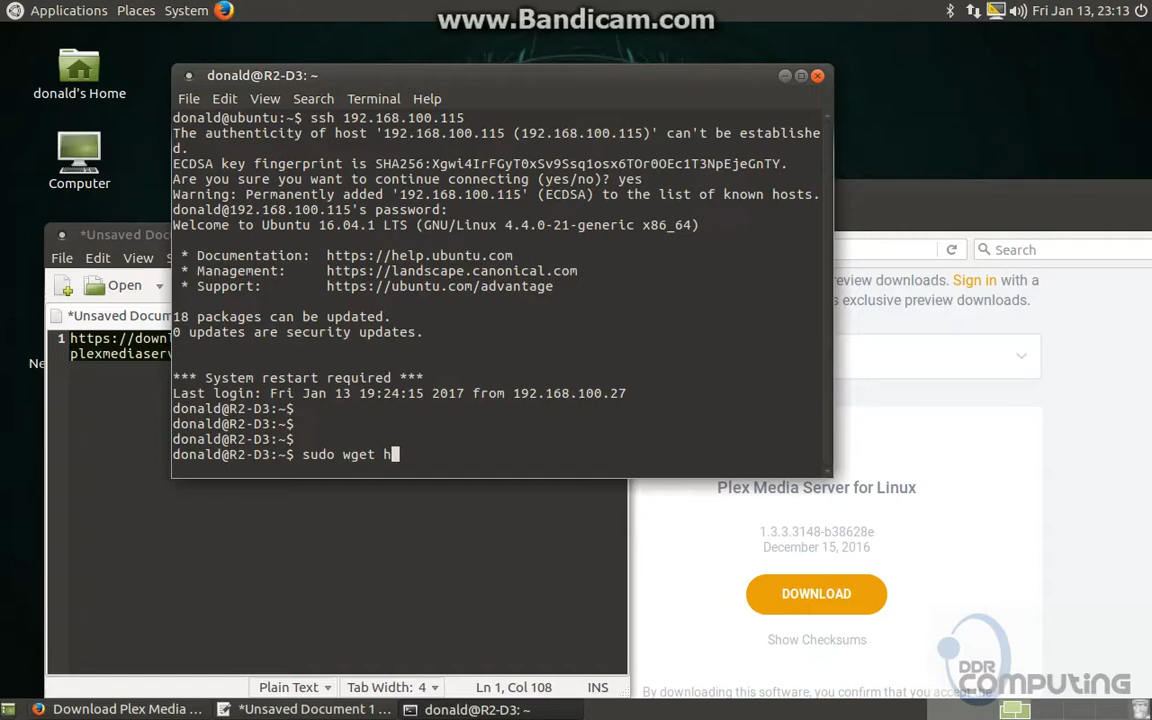 Applications Places System
www.Bandicam.com
Fri Jan 13, 23:13
donald's Home
Computer
donald@R2-D3: ~
File Edit View Search Terminal Help
donald@ubuntu:~$ ssh 192.168.100.115
The authenticity of host '192.168.100.115 (192.168.100.115)' can't be establishe
d.
ECDSA key fingerprint is SHA256:Xgwi4IrFGyT0xSv9Ssq1osx6TOr0OEc1T3NpEjeGnTY.
Are you sure you want to continue connecting (yes/no)? yes
Warning: Permanently added '192.168.100.115' (ECDSA) to the list of known hosts.
donald@192.168.100.115's password:
Welcome to Ubuntu 16.04.1 LTS (GNU/Linux 4.4.0-21-generic x86_64)
* Documentation: https://help.ubuntu.com
* Management: https://landscape.canonical.com
* Support: https://ubuntu.com/advantage
18 packages can be updated.
0 updates are security updates.
*** System restart required ***
Last login: Fri Jan 13 19:24:15 2017 from 192.168.100.27
donald@R2-D3:~$
donald@R2-D3:~$
donald@R2-D3:~$
donald@R2-D3:~$ sudo wget h
*Unsaved Docu
File Edit View
Open
*Unsaved Docum
1 https://downl
plexmediaserv
Ne
Plain Text Tab Width: 4 Ln 1, Col 108 INS
Search
review downloads. Sign in with a
s exclusive preview downloads.
Plex Media Server for Linux
1.3.3.3148-b38628e
December 15, 2016
DOWNLOAD
Show Checksums
By downloading this software, you confirm that you accept the
DDR
COMPUTING
Download Plex Media ... *Unsaved Document 1 ... donald@R2-D3: ~